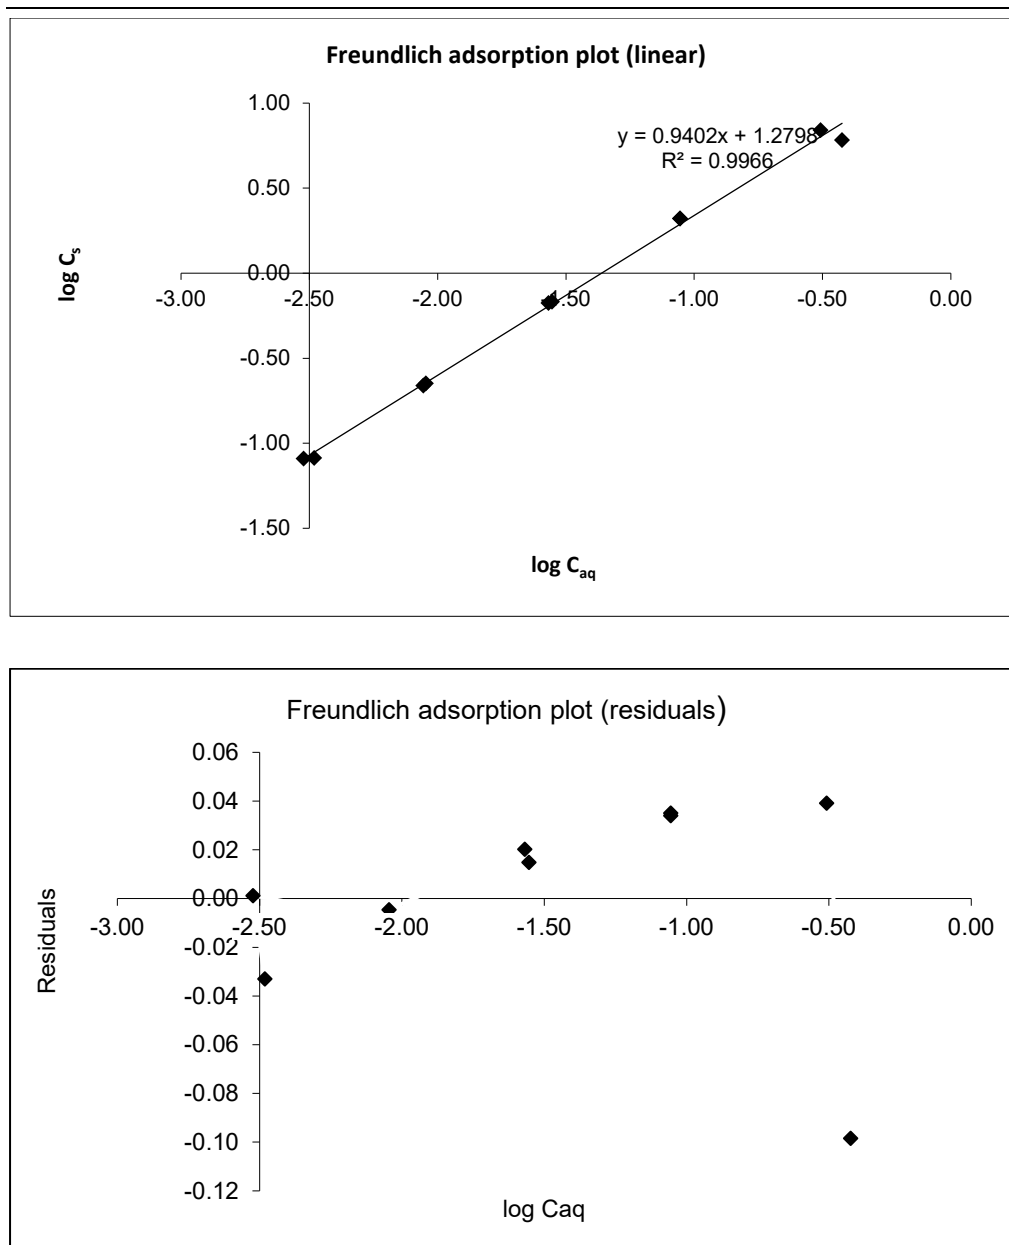 Freundlich adsorption plot (linear)
1.00
y = 0.9402x + 1.2798
R² = 0.9966
0.50
0.00
-3.00 -2.50 -2.00 -1.50 -1.00 -0.50 0.00
-0.50
-1.00
-1.50
log Cs
log Caq
Freundlich adsorption plot (residuals)
0.06
0.04
0.02
0.00
-3.00 -2.50 -2.00 -1.50 -1.00 -0.50 0.00
-0.02
-0.04
-0.06
-0.08
-0.10
-0.12
Residuals
log Caq